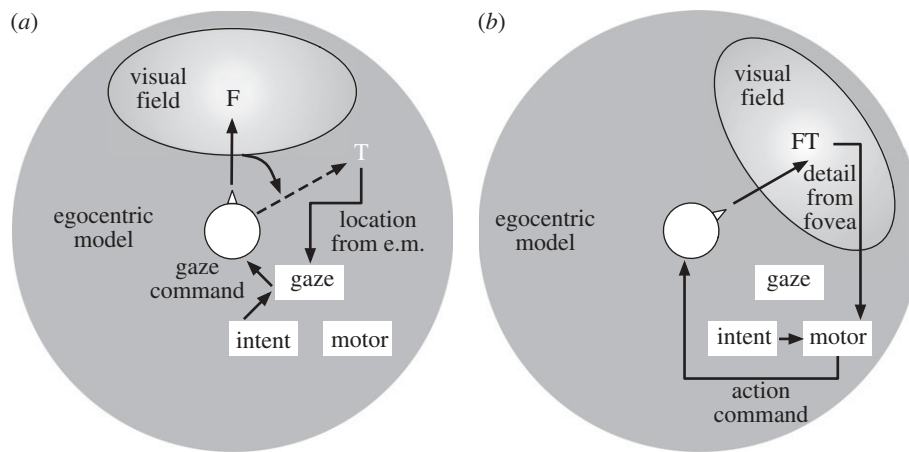 (a)
visual
field
F
T
egocentric
model
location
from e.m.
gaze
command
gaze
intent
motor
(b)
visual
field
FT
detail
from
fovea
egocentric
model
gaze
intent
motor
action
command